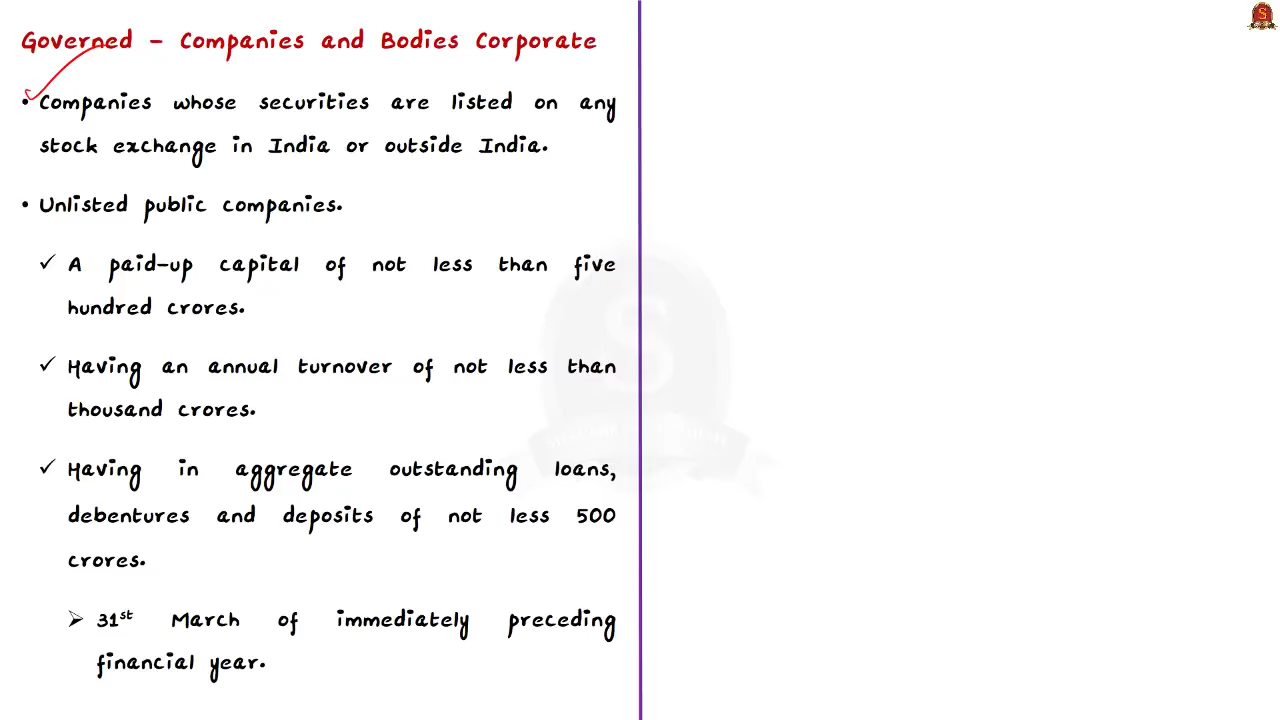 Governed - Companies and Bodies Corporate
• Companies whose securities are listed on any
stock exchange in India or outside India.
• Unlisted public companies.
✓ A paid-up capital of not less than five
hundred crores.
✓ Having an annual turnover of not less than
thousand crores.
✓ Having in aggregate outstanding loans,
debentures and deposits of not less 500
crores.
➢ 31st March of immediately preceding
financial year.